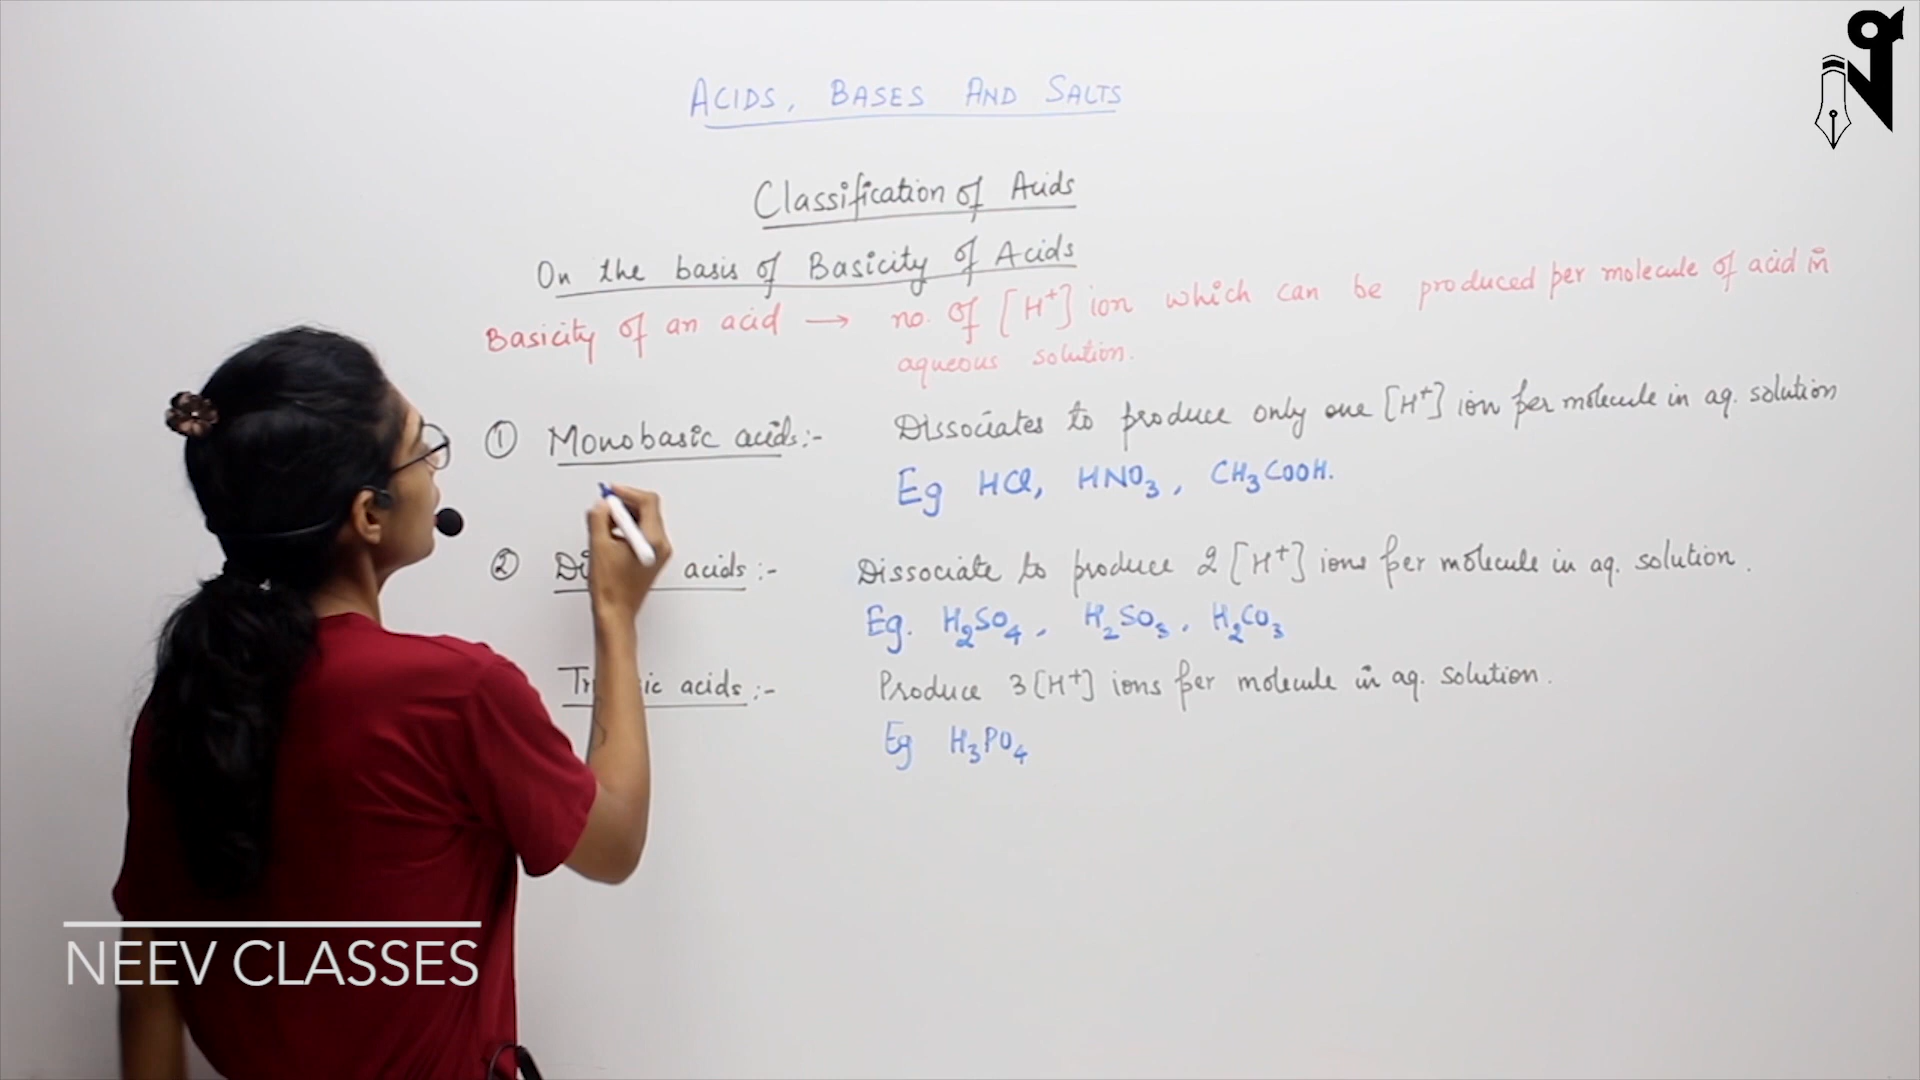 ACIDS, BASES AND SALTS
Classification of Acids
On the basis of Basicity of Acids
Basicity of an acid → no. of [H⁺] ion which can be produced per molecule of acid in
aqueous solution.
① Monobasic acids:- Dissociates to produce only one [H⁺] ion per molecule in aq. solution
Eg HCl, HNO₃, CH₃COOH.
② acids :- Dissociate to produce 2 [H⁺] ions per molecule in aq. solution.
Eg. H₂SO₄, H₂SO₃, H₂CO₃
acids :- Produce 3[H⁺] ions per molecule in aq. solution.
Eg H₃PO₄
NEEV CLASSES